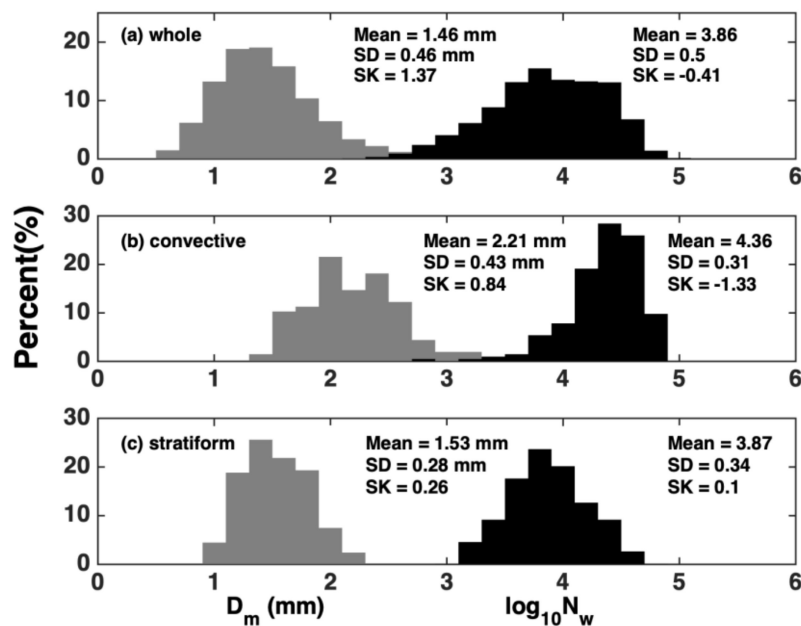 Percent(%)
20
10
0
(a) whole
Mean = 1.46 mm
SD = 0.46 mm
SK = 1.37
Mean = 3.86
SD = 0.5
SK = -0.41
0 1 2 3 4 5 6
30
20
10
0
(b) convective
Mean = 2.21 mm
SD = 0.43 mm
SK = 0.84
Mean = 4.36
SD = 0.31
SK = -1.33
0 1 2 3 4 5 6
30
20
10
0
(c) stratiform
Mean = 1.53 mm
SD = 0.28 mm
SK = 0.26
Mean = 3.87
SD = 0.34
SK = 0.1
0 1 2 3 4 5 6
Dm (mm) log10Nw